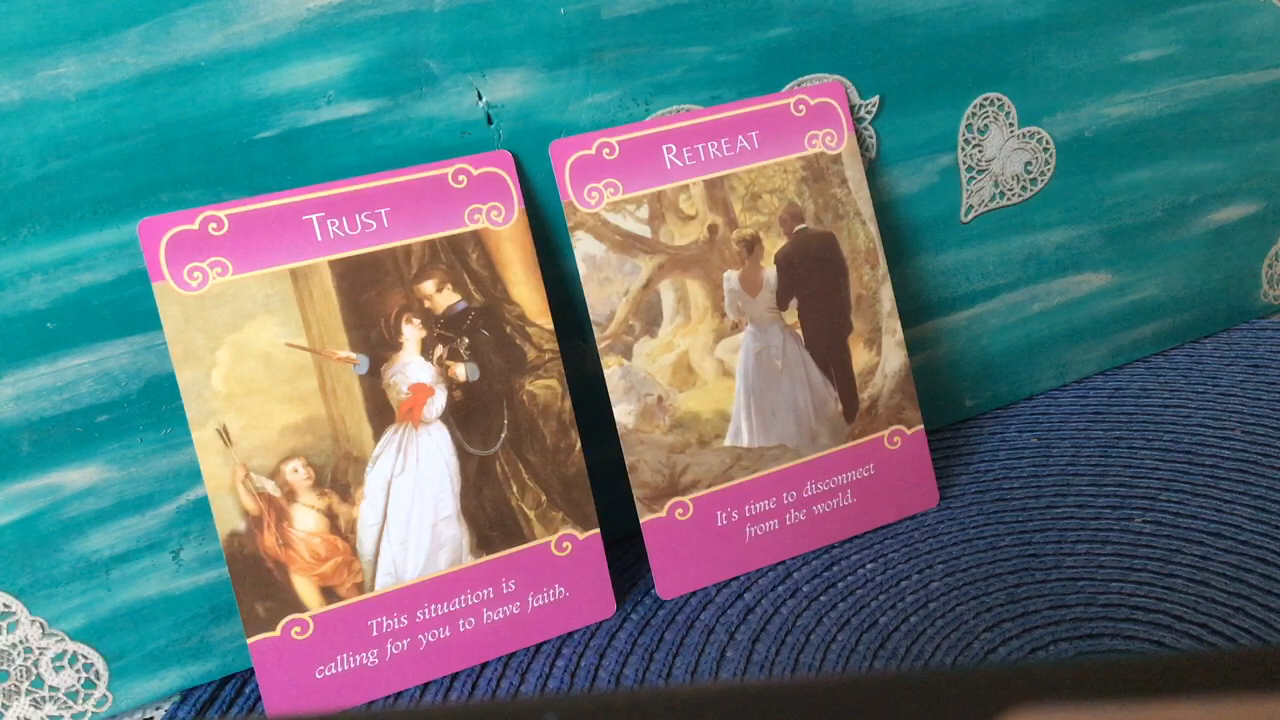 TRUST
This situation is
calling for you to have faith.
RETREAT
It's time to disconnect
from the world.